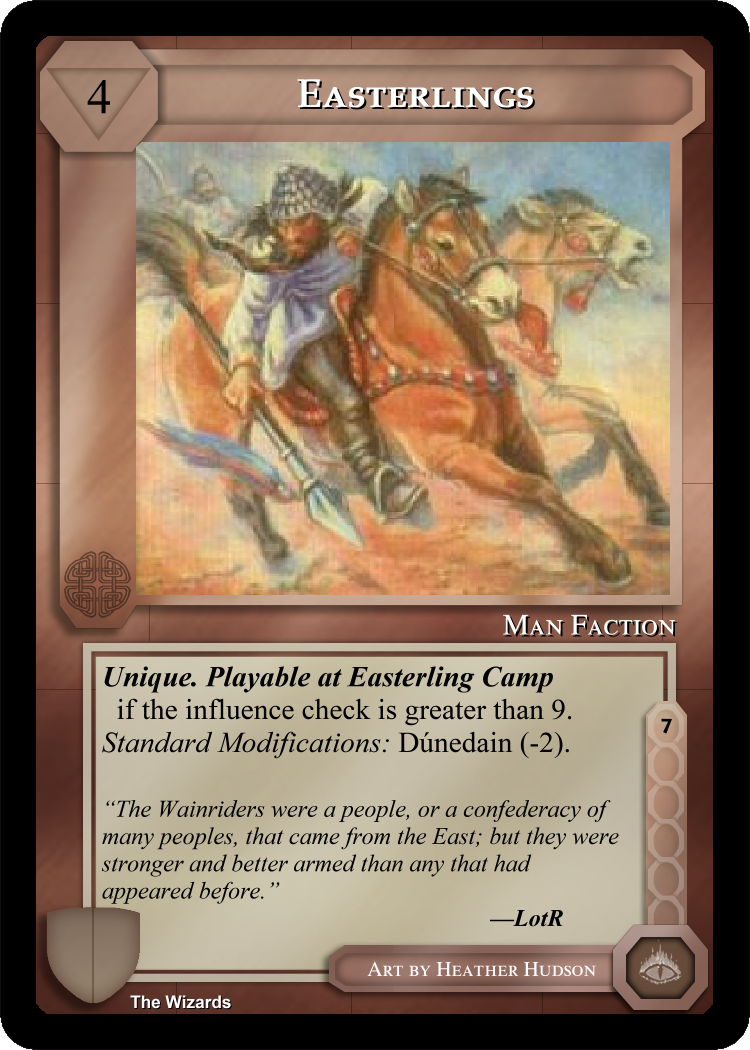 4
Easterlings
Man Faction
Unique. Playable at Easterling Camp
if the influence check is greater than 9.
Standard Modifications: Dúnedain (-2).
7
“The Wainriders were a people, or a confederacy of
many peoples, that came from the East; but they were
stronger and better armed than any that had
appeared before.”
—LotR
Art by Heather Hudson
The Wizards